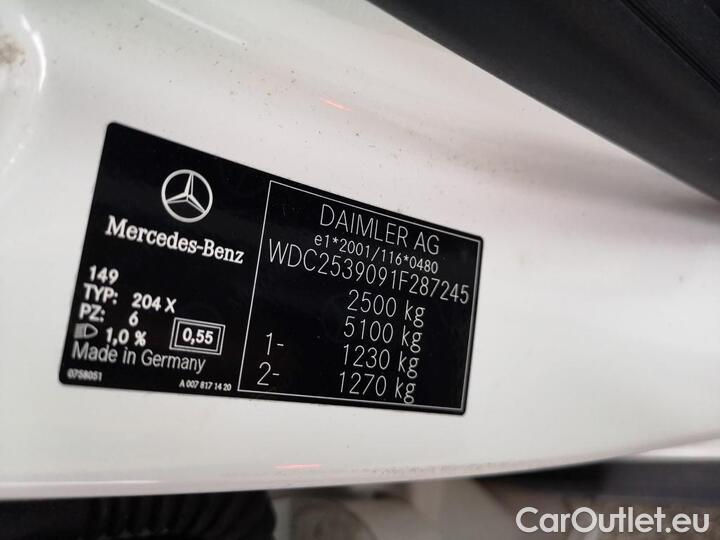 Mercedes-Benz
149
TYP: 204 X
PZ: 6
1,0 % 0,55
Made in Germany
0758051 A 007 817 14 20
DAIMLER AG
e1*2001/116*0480
WDC2539091F287245
2500 kg
5100 kg
1- 1230 kg
2- 1270 kg
CarOutlet.eu